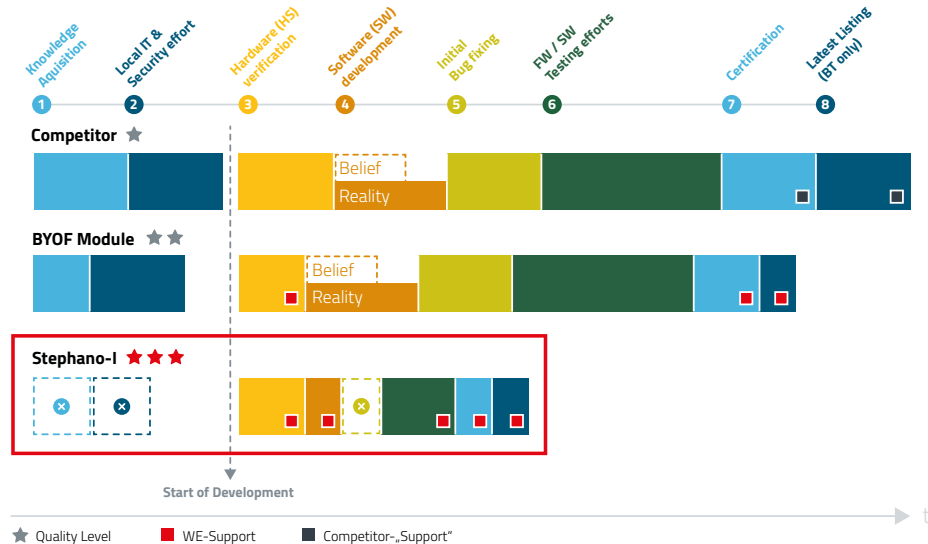 Knowledge
Aquisition
Local IT &
Security effort
Hardware (HS)
verification
Software (SW)
development
Initial
Bug fixing
FW / SW
Testing efforts
Certification
Latest Listing
(BT only)
1
2
3
4
5
6
7
8
Competitor
Belief
Reality
BYOF Module
Belief
Reality
Stephano-I
Start of Development
t
Quality Level
WE-Support
Competitor-„Support“